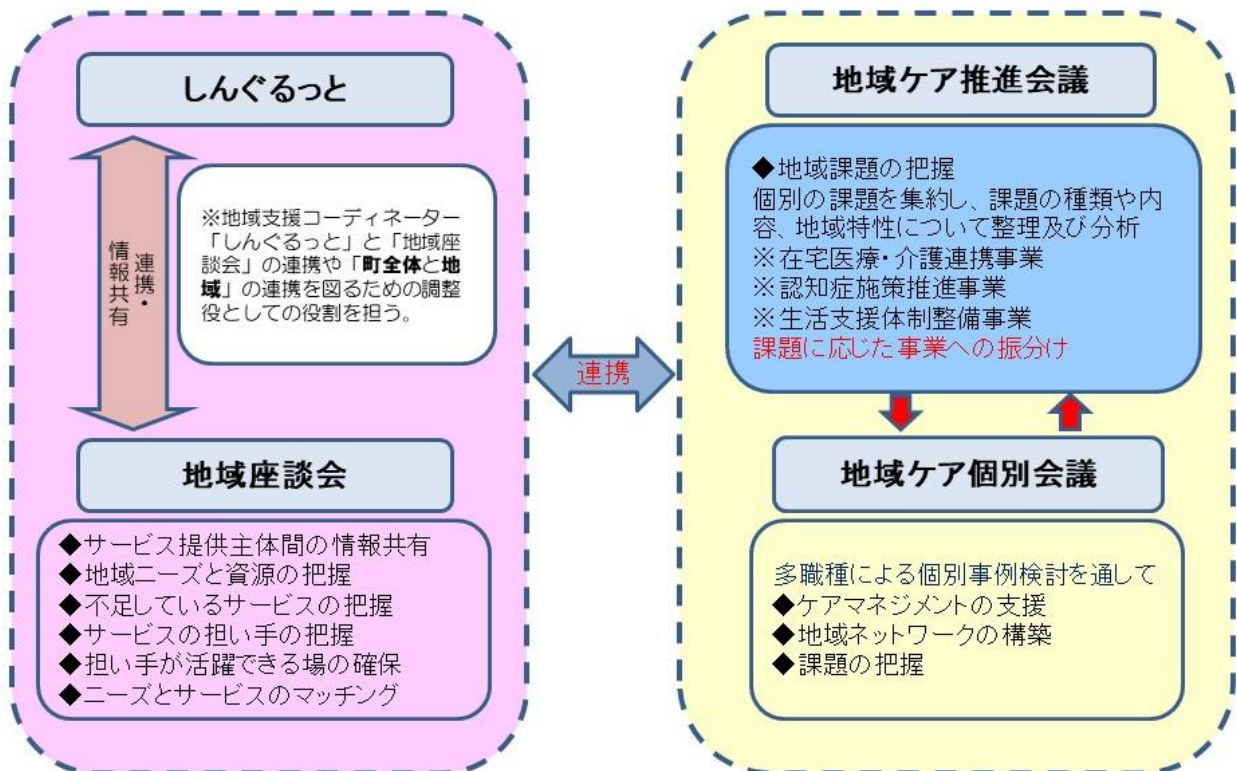 しんぐるっと
連携・
情報共有
※地域支援コーディネーター
「しんぐるっと」と「地域座
談会」の連携や「町全体と地
域」の連携を図るための調整
役としての役割を担う。
地域座談会
◆サービス提供主体間の情報共有
◆地域ニーズと資源の把握
◆不足しているサービスの把握
◆サービスの担い手の把握
◆担い手が活躍できる場の確保
◆ニーズとサービスのマッチング
連携
地域ケア推進会議
◆地域課題の把握
個別の課題を集約し、課題の種類や内
容、地域特性について整理及び分析
※在宅医療・介護連携事業
※認知症施策推進事業
※生活支援体制整備事業
課題に応じた事業への振分け
地域ケア個別会議
多職種による個別事例検討を通して
◆ケアマネジメントの支援
◆地域ネットワークの構築
◆課題の把握